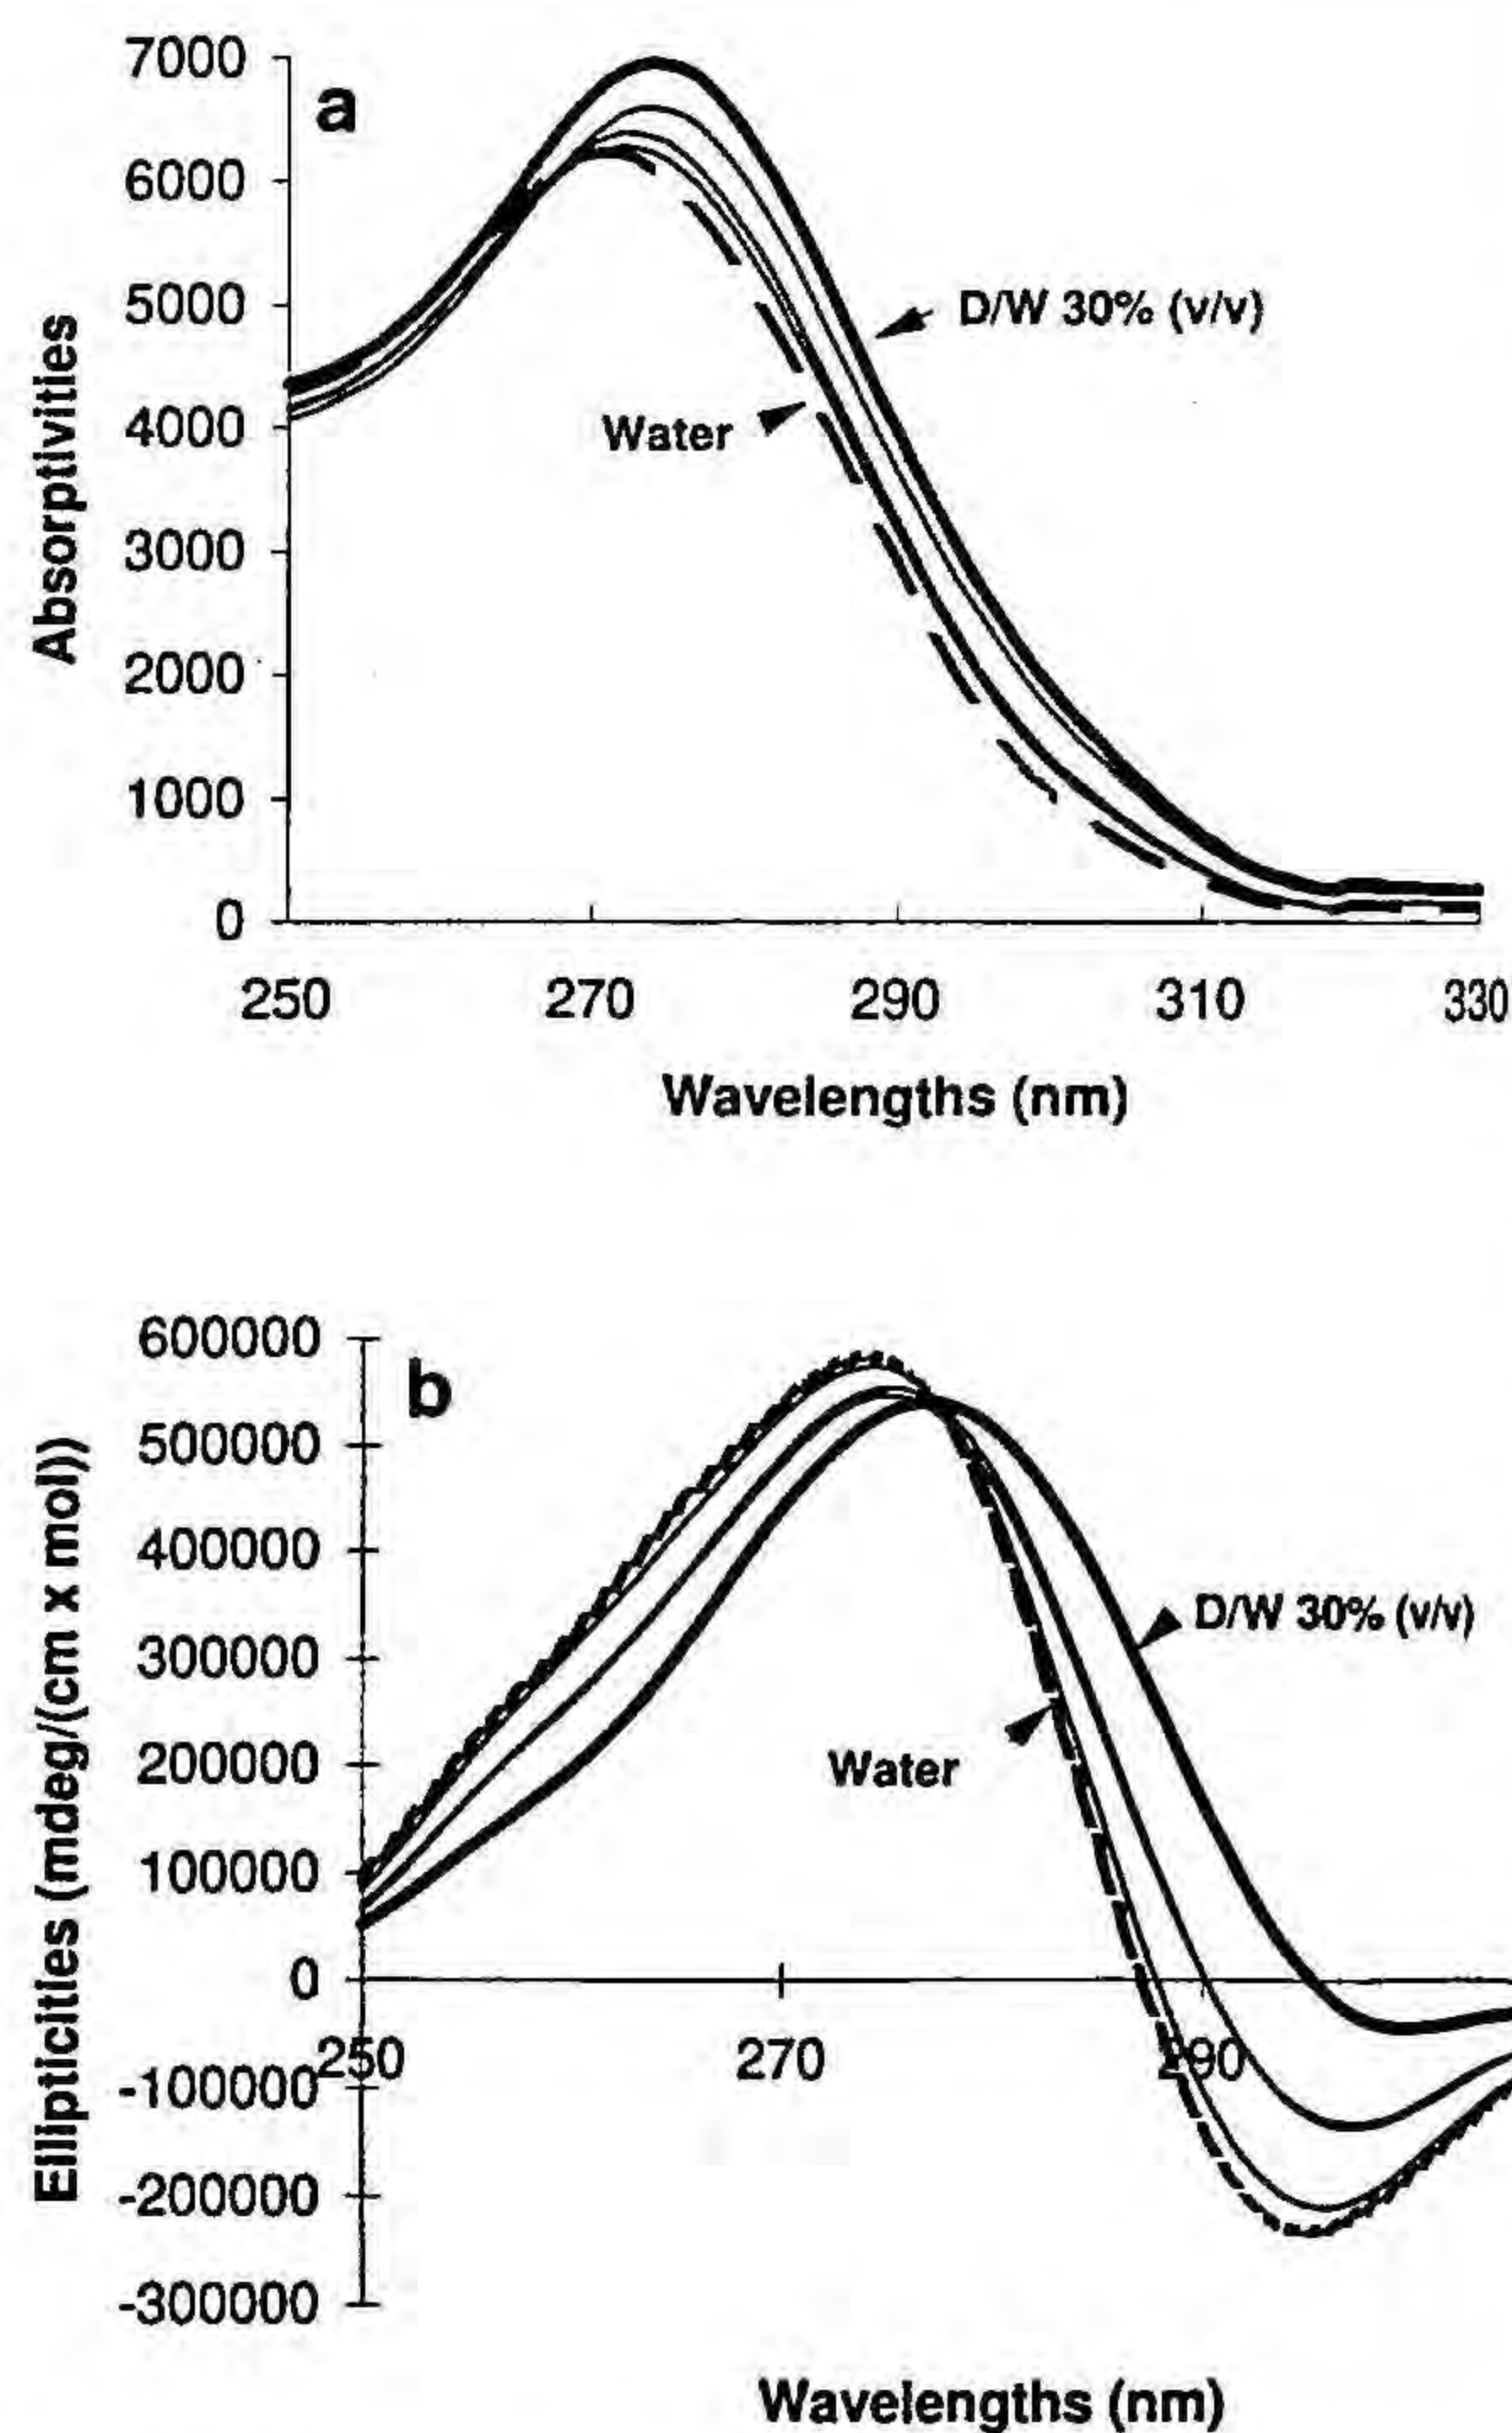 7000
a
6000
5000
D/W 30% (v/v)
4000
Water
Absorptivities
3000
2000
1000
0
250 270 290 310 330
Wavelengths (nm)
600000
b
500000
400000
D/W 30% (v/v)
300000
Water
200000
Ellipticities (mdeg/(cm x mol))
100000
0
250 270 290
-100000
-200000
-300000
Wavelengths (nm)